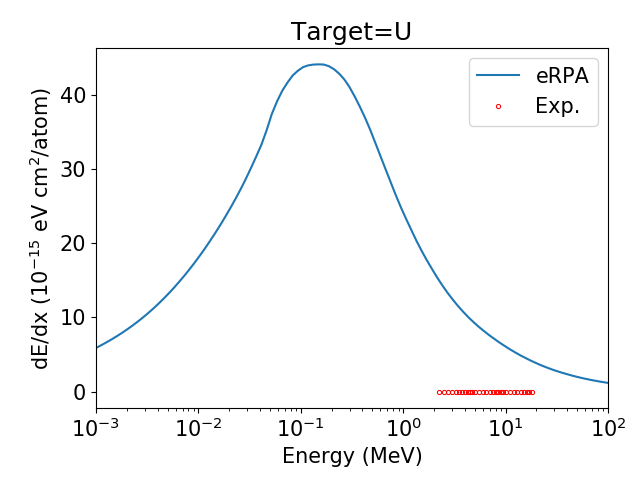 Target=U
eRPA
Exp.
dE/dx (10⁻¹⁵ eV cm²/atom)
40
30
20
10
0
10⁻³ 10⁻² 10⁻¹ 10⁰ 10¹ 10²
Energy (MeV)